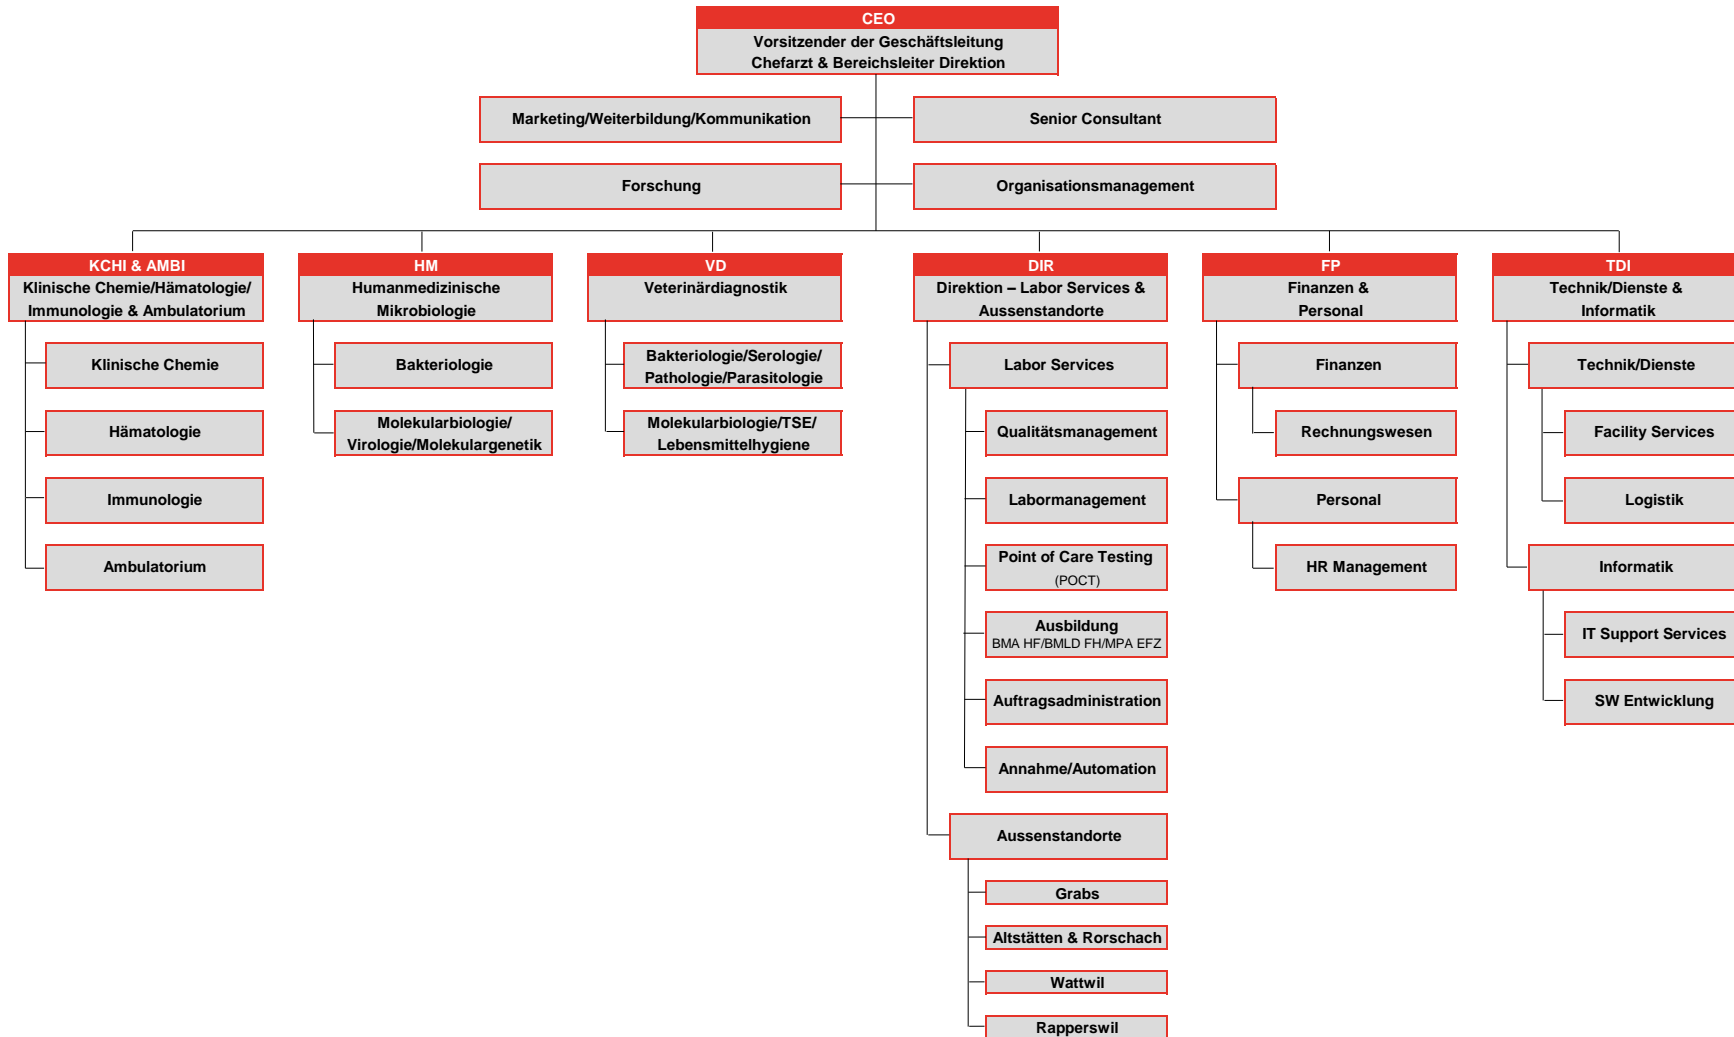 CEO
Vorsitzender der Geschäftsleitung
Chefarzt & Bereichsleiter Direktion
Marketing/Weiterbildung/Kommunikation
Senior Consultant
Forschung
Organisationsmanagement
KCHI & AMBI
Klinische Chemie/Hämatologie/
Immunologie & Ambulatorium
Klinische Chemie
Hämatologie
Immunologie
Ambulatorium
HM
Humanmedizinische
Mikrobiologie
Bakteriologie
Molekularbiologie/
Virologie/Molekulargenetik
VD
Veterinärdiagnostik
Bakteriologie/Serologie/
Pathologie/Parasitologie
Molekularbiologie/TSE/
Lebensmittelhygiene
DIR
Direktion – Labor Services &
Aussenstandorte
Labor Services
Qualitätsmanagement
Labormanagement
Point of Care Testing
(POCT)
Ausbildung
BMA HF/BMLD FH/MPA EFZ
Auftragsadministration
Annahme/Automation
Aussenstandorte
Grabs
Altstätten & Rorschach
Wattwil
Rapperswil
FP
Finanzen &
Personal
Finanzen
Rechnungswesen
Personal
HR Management
TDI
Technik/Dienste &
Informatik
Technik/Dienste
Facility Services
Logistik
Informatik
IT Support Services
SW Entwicklung